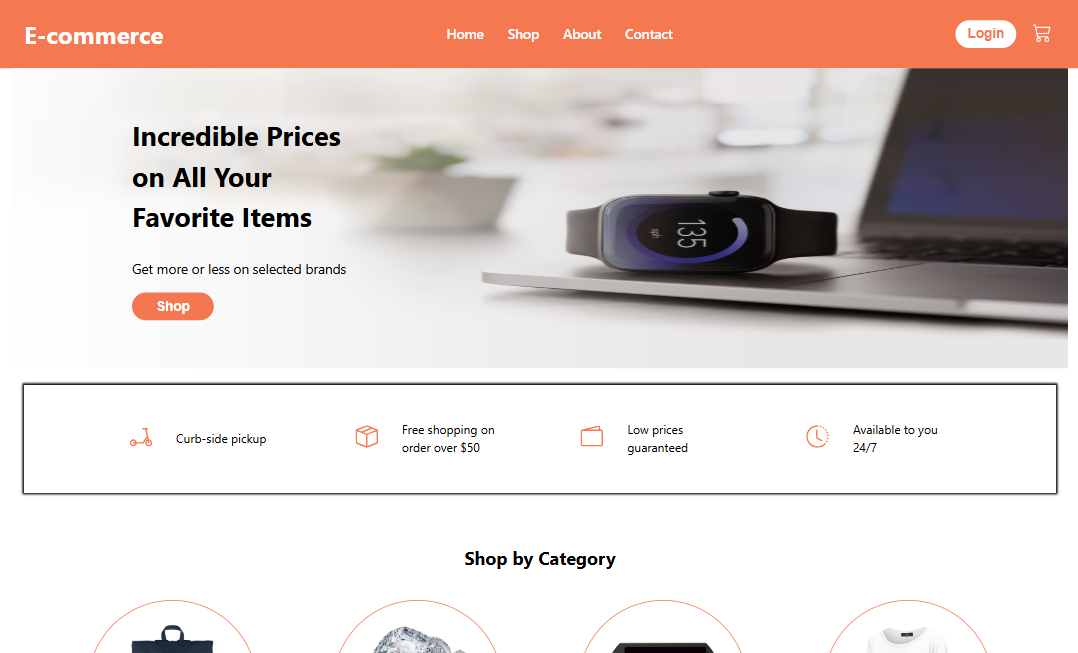 E-commerce
Home Shop About Contact
Login
Incredible Prices
on All Your
Favorite Items
Get more or less on selected brands
Shop
135
Curb-side pickup
Free shopping on
order over $50
Low prices
guaranteed
Available to you
24/7
Shop by Category